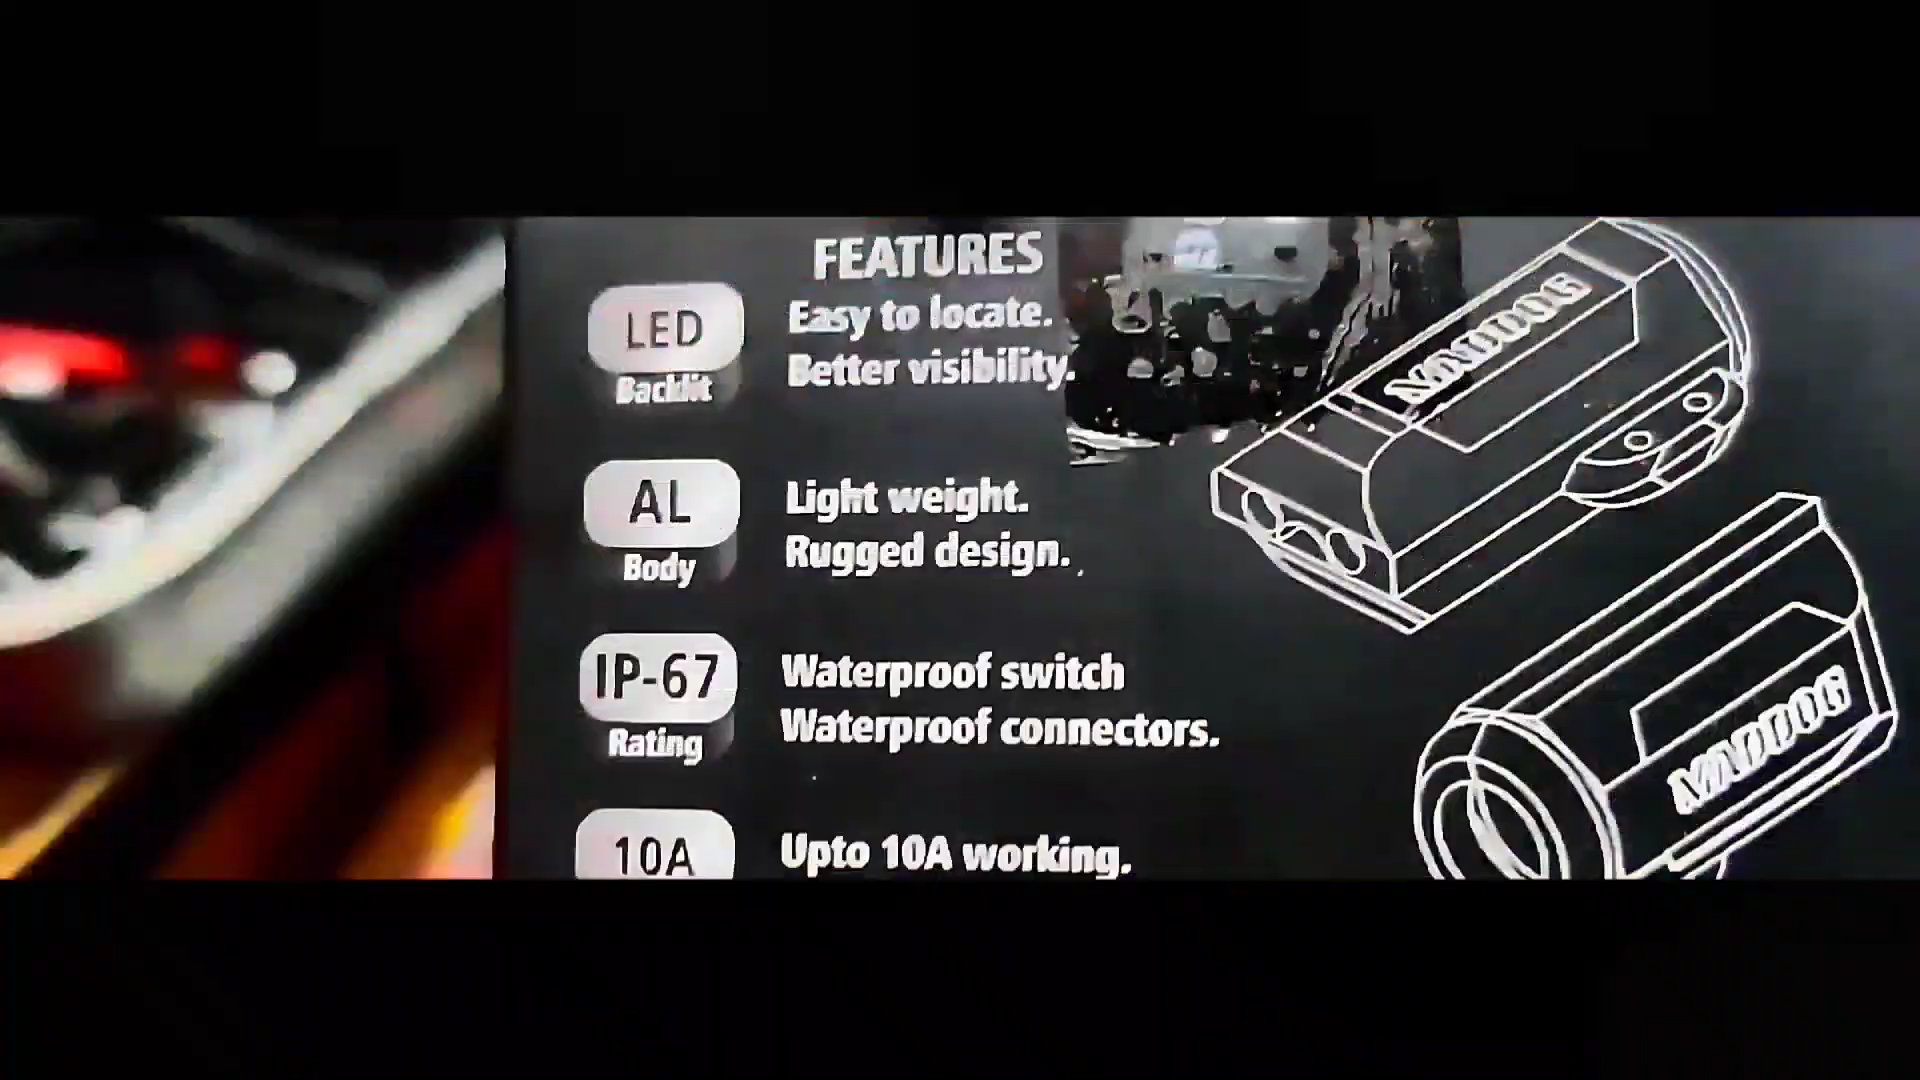 FEATURES
LED
Backlit
Easy to locate.
Better visibility.
AL
Body
Light weight.
Rugged design.
IP-67
Rating
Waterproof switch
Waterproof connectors.
10A
Upto 10A working.
MADDOG
MADDOG